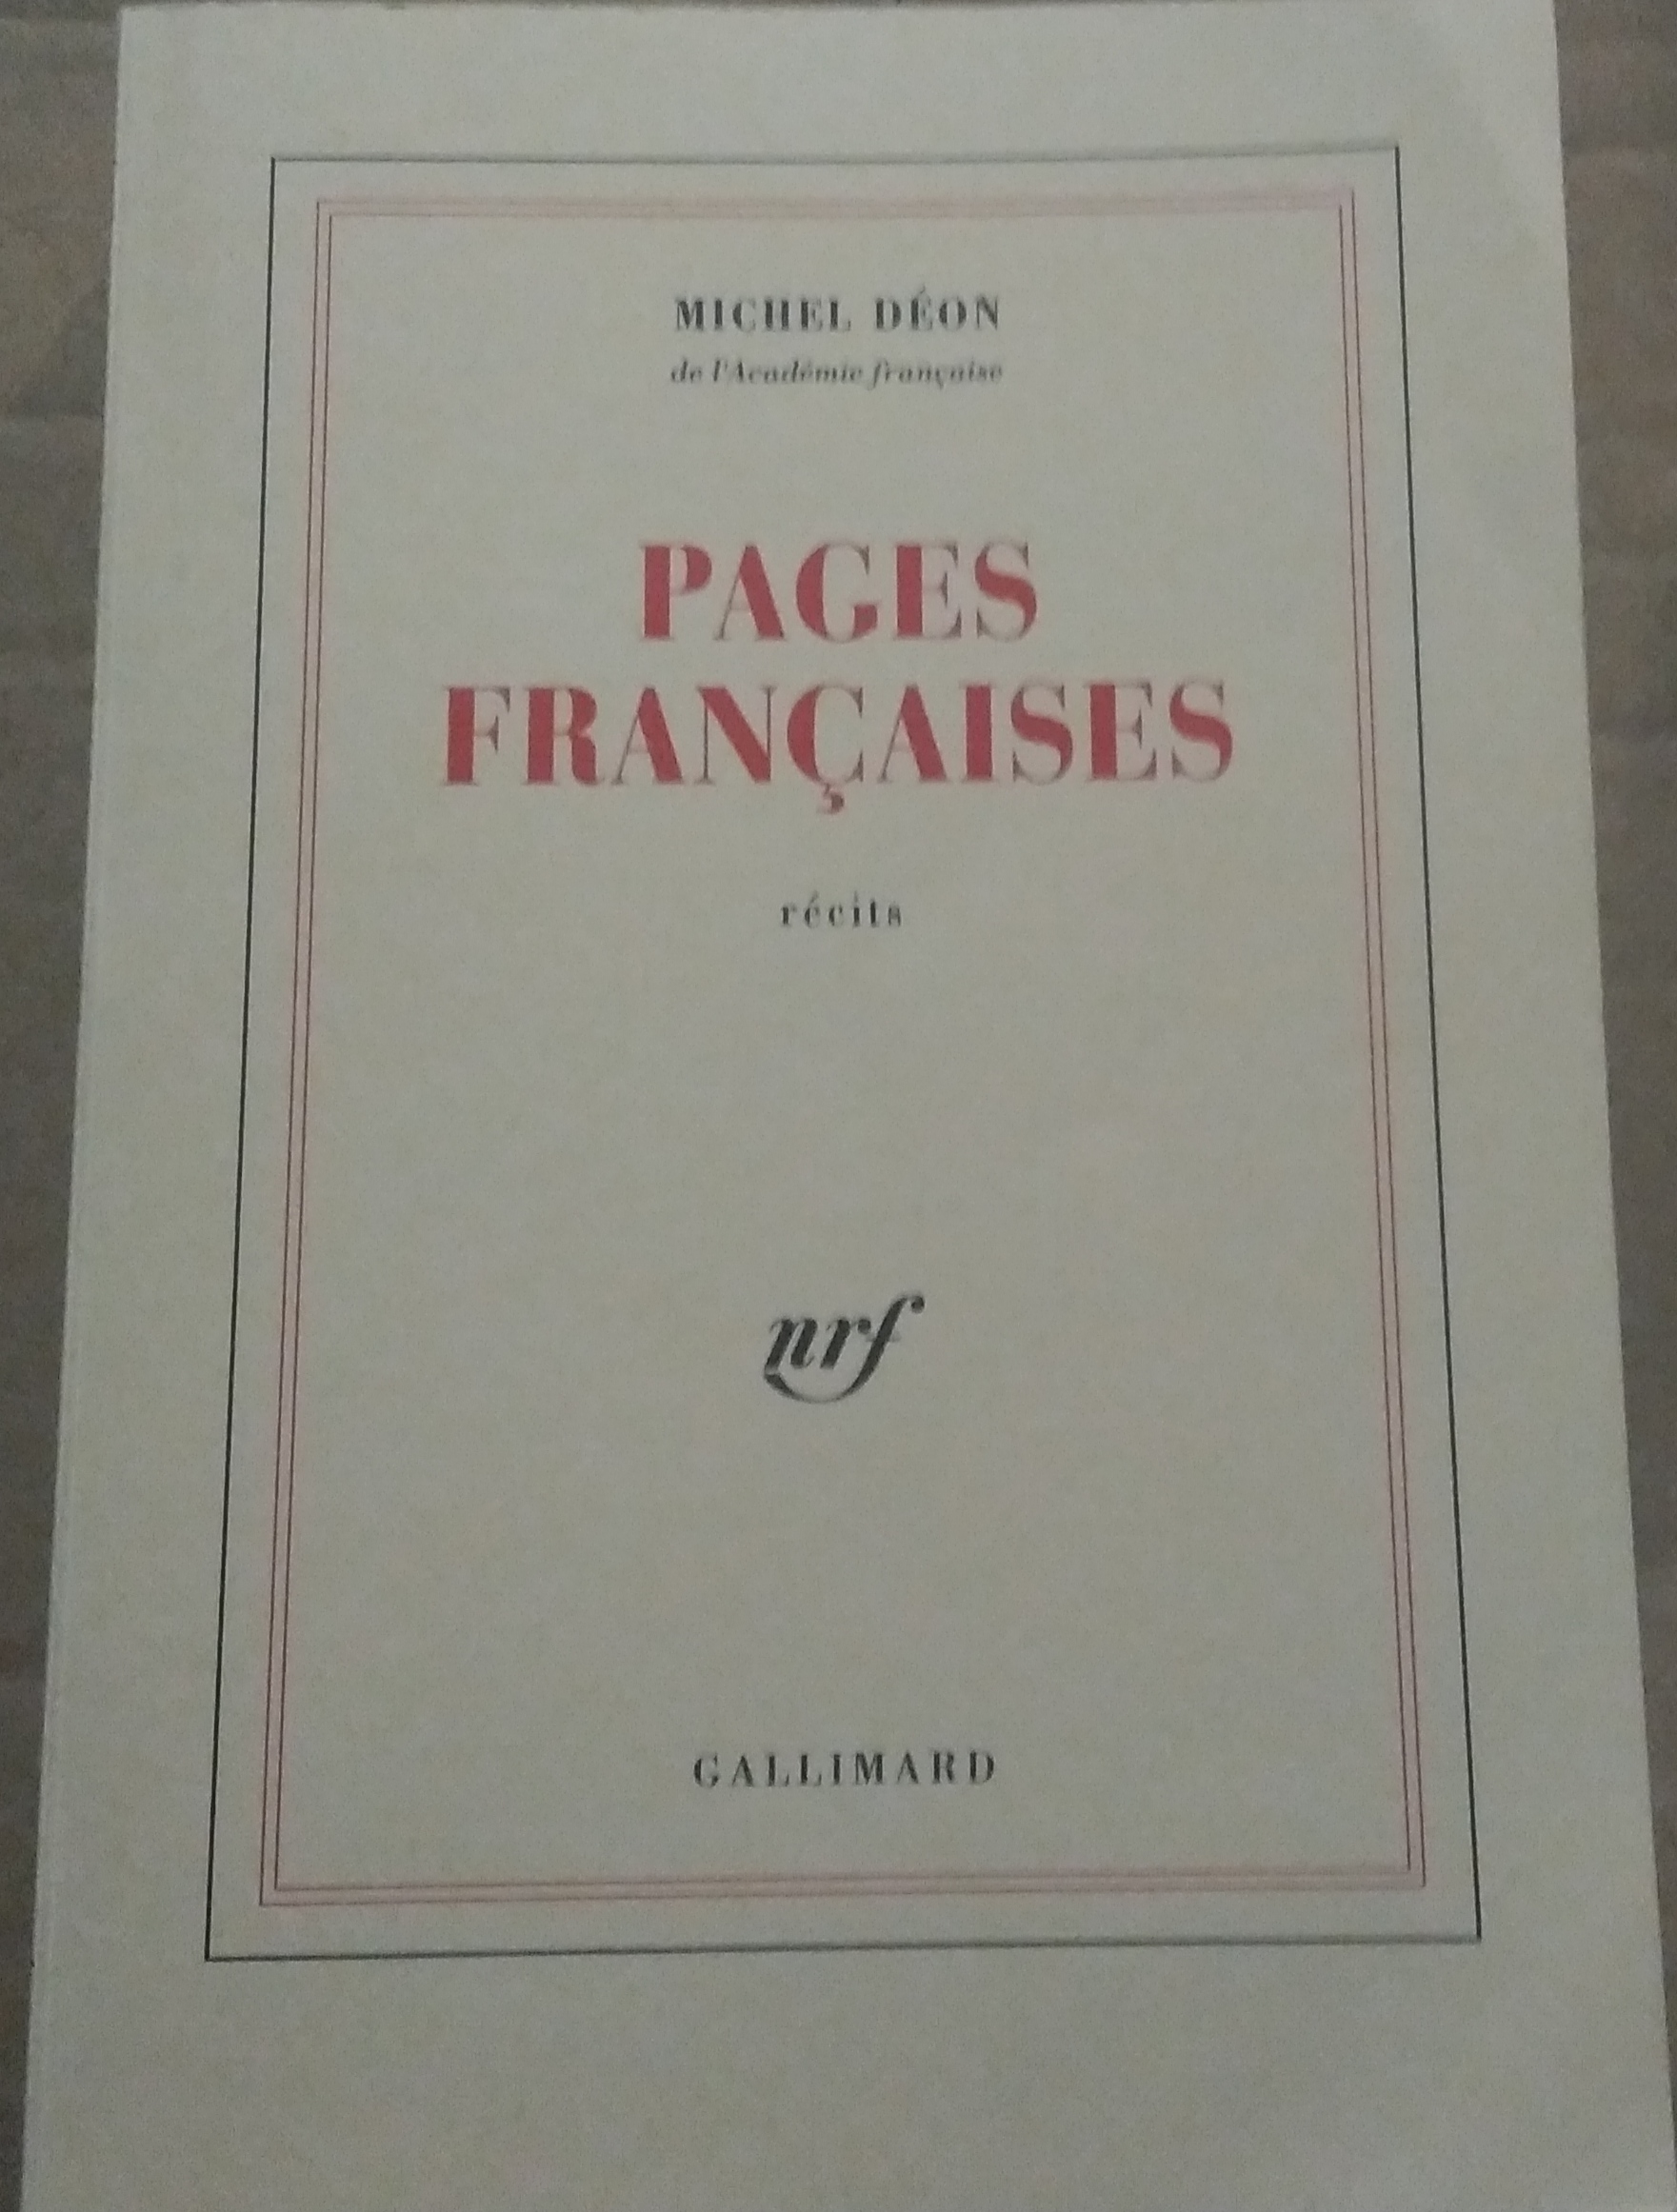 MICHEL DÉON
de l'Académie française
PAGES
FRANÇAISES
récits
nrf
GALLIMARD